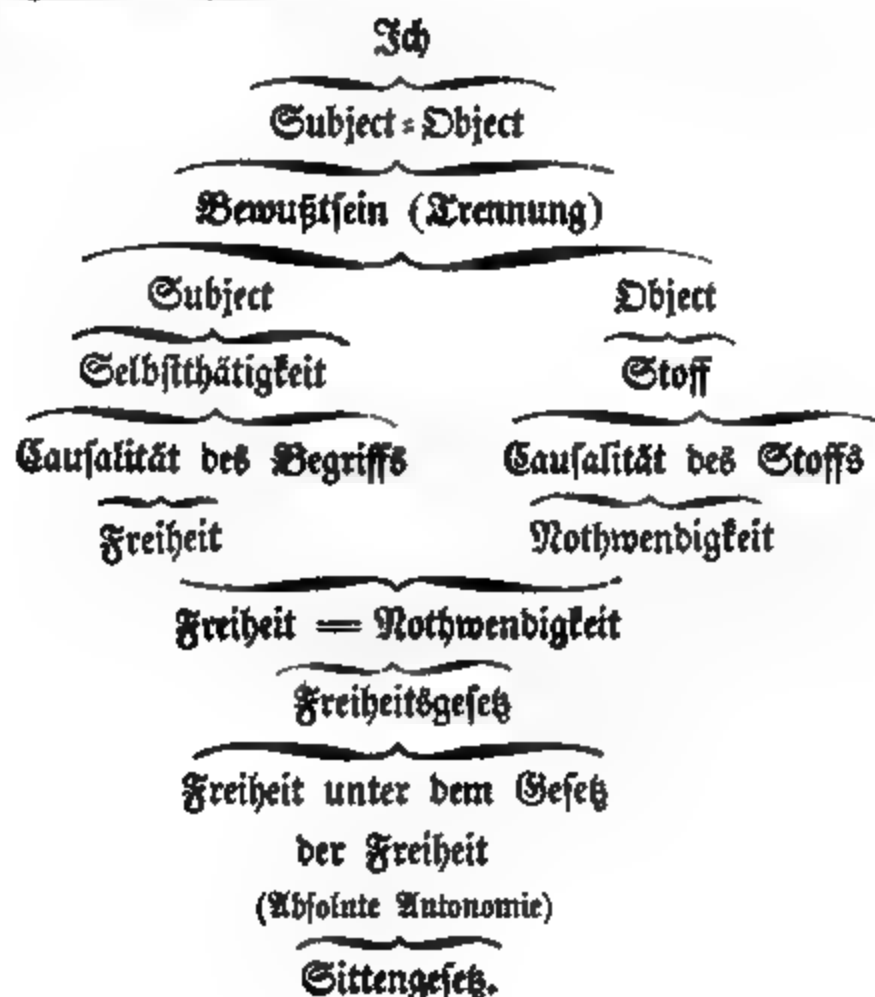 Ich
Subject=Object
Bewußtsein (Trennung)
Subject Object
Selbstthätigkeit Stoff
Causalität des Begriffs Causalität des Stoffs
Freiheit Nothwendigkeit
Freiheit = Nothwendigkeit
Freiheitsgesetz
Freiheit unter dem Gesetz
der Freiheit
(Absolute Autonomie)
Sittengesetz.